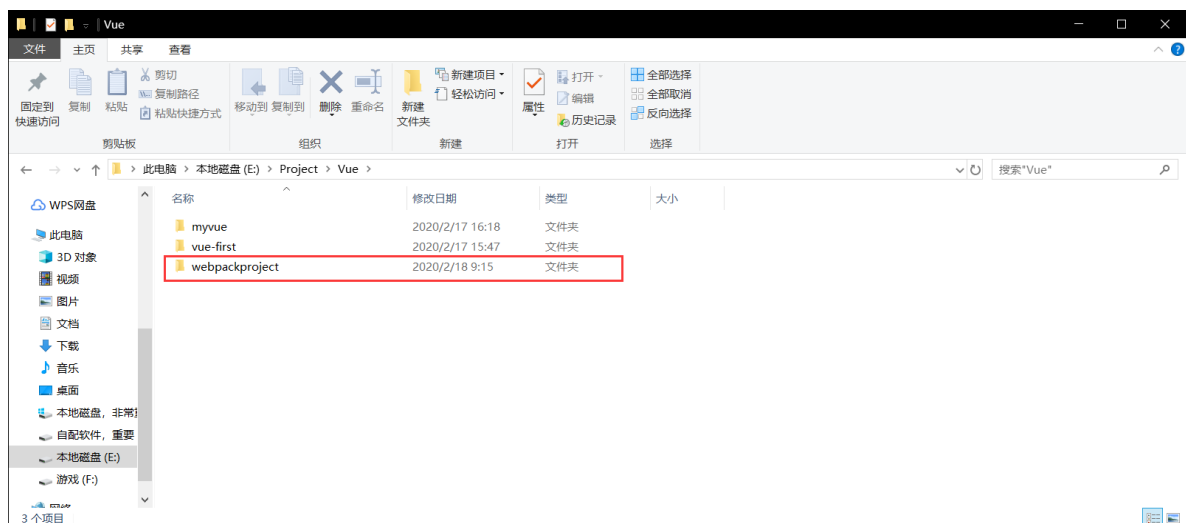 Vue
文件 主页 共享 查看
固定到快速访问
复制
粘贴
剪切
复制路径
粘贴快捷方式
剪贴板
移动到 复制到 删除 重命名
组织
新建文件夹
新建项目
轻松访问
新建
属性
打开
编辑
历史记录
打开
全部选择
全部取消
反向选择
选择
此电脑 > 本地磁盘 (E:) > Project > Vue >
搜索"Vue"
WPS网盘
此电脑
3D 对象
视频
图片
文档
下载
音乐
桌面
本地磁盘，非常
自配软件，重要
本地磁盘 (E:)
游戏 (F:)
网络
名称 修改日期 类型 大小
myvue 2020/2/17 16:18 文件夹
vue-first 2020/2/17 15:47 文件夹
webpackproject 2020/2/18 9:15 文件夹
3 个项目